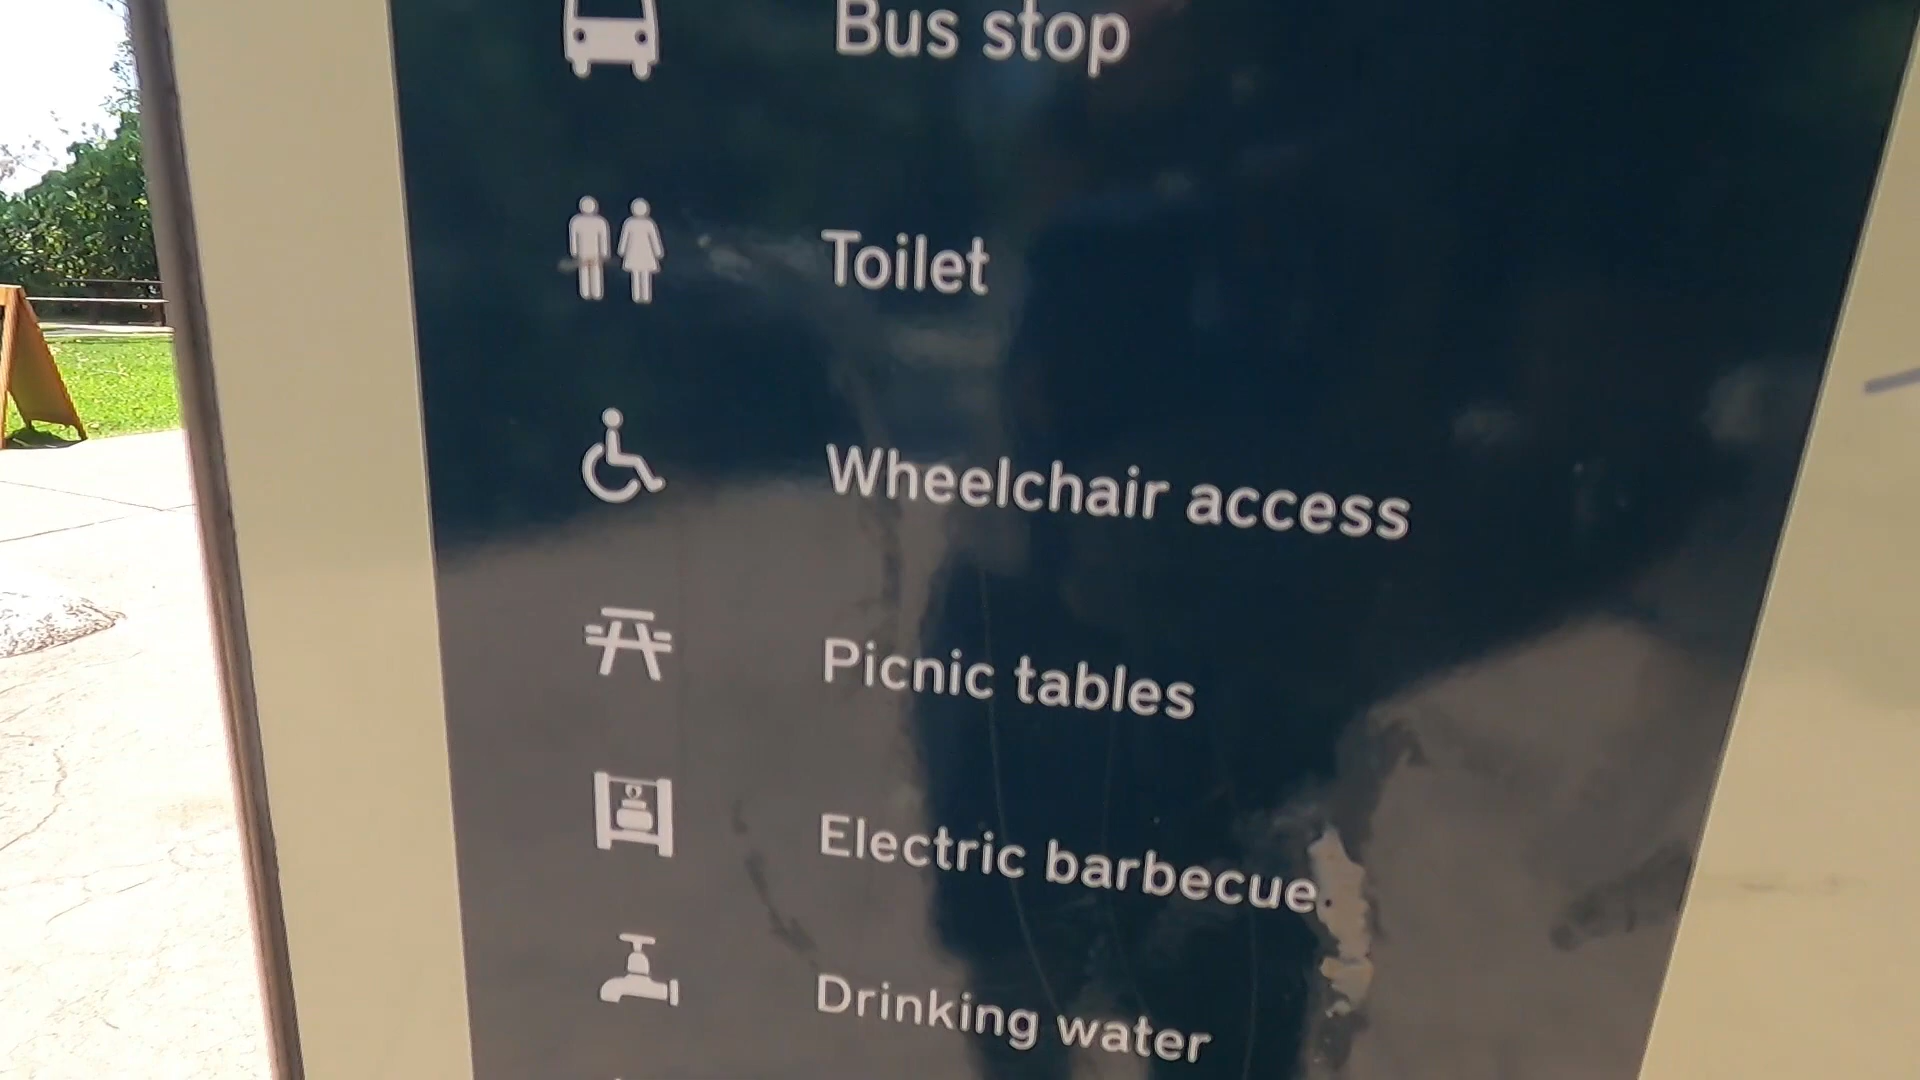 Bus stop
Toilet
Wheelchair access
Picnic tables
Electric barbecue
Drinking water